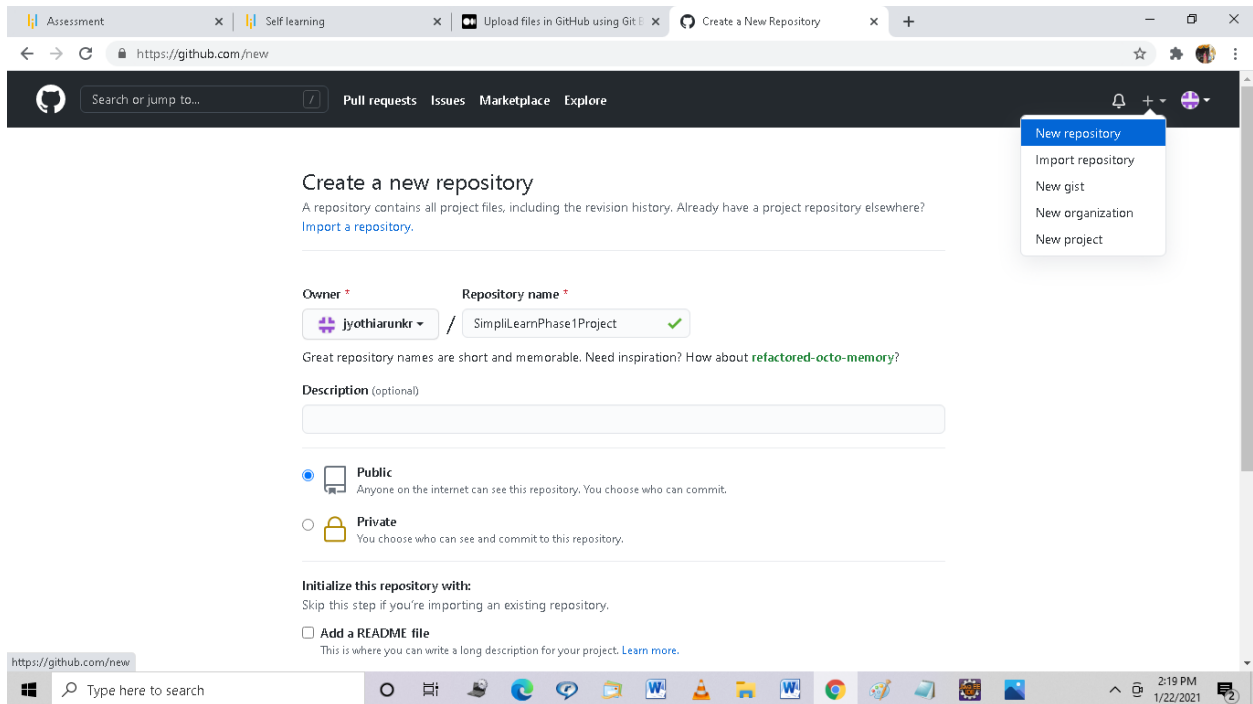 Assessment
Self learning
Upload files in GitHub using Git B
Create a New Repository
https://github.com/new
Search or jump to...
/
Pull requests Issues Marketplace Explore
New repository
Import repository
New gist
New organization
New project
Create a new repository
A repository contains all project files, including the revision history. Already have a project repository elsewhere?
Import a repository.
Owner * Repository name *
jyothiarunkr / SimpliLearnPhase1Project
Great repository names are short and memorable. Need inspiration? How about refactored-octo-memory?
Description (optional)
Public
Anyone on the internet can see this repository. You choose who can commit.
Private
You choose who can see and commit to this repository.
Initialize this repository with:
Skip this step if you're importing an existing repository.
Add a README file
This is where you can write a long description for your project. Learn more.
https://github.com/new
Type here to search
2:19 PM
1/22/2021
2